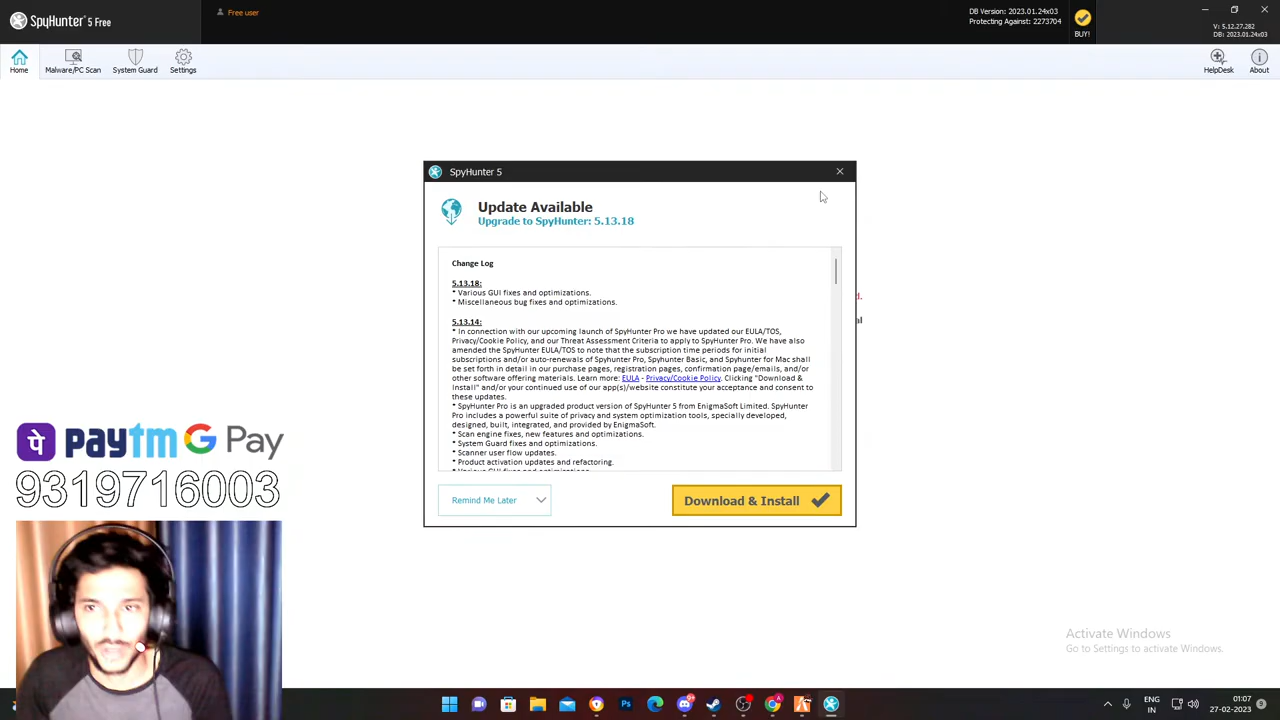 SpyHunter® 5 Free
Free user
DB Version: 2023.01.24x03
Protecting Against: 2273704
BUY!
V: 5.12.27.282
DB: 2023.01.24x03
Home
Malware/PC Scan
System Guard
Settings
HelpDesk
About
SpyHunter 5
Update Available
Upgrade to SpyHunter: 5.13.18
Change Log
5.13.18:
* Various GUI fixes and optimizations.
* Miscellaneous bug fixes and optimizations.
5.13.14:
* In connection with our upcoming launch of SpyHunter Pro we have updated our EULA/TOS,
Privacy/Cookie Policy, and our Threat Assessment Criteria to apply to SpyHunter Pro. We have also
amended the SpyHunter EULA/TOS to note that the subscription time periods for initial
subscriptions and/or auto-renewals of Spyhunter Pro, Spyhunter Basic, and Spyhunter for Mac shall
be set forth in detail in our purchase pages, registration pages, confirmation page/emails, and/or
other software offering materials. Learn more: EULA - Privacy/Cookie Policy. Clicking "Download &
Install" and/or your continued use of our app(s)/website constitute your acceptance and consent to
these updates.
* SpyHunter Pro is an upgraded product version of SpyHunter 5 from EnigmaSoft Limited. SpyHunter
Pro includes a powerful suite of privacy and system optimization tools, specially developed,
designed, built, integrated, and provided by EnigmaSoft.
* Scan engine fixes, new features and optimizations.
* System Guard fixes and optimizations.
* Scanner user flow updates.
* Product activation updates and refactoring.
d.
al
Remind Me Later
Download & Install
पे paytm G Pay
9319716003
Activate Windows
Go to Settings to activate Windows.
ENG
IN
01:07
27-02-2023